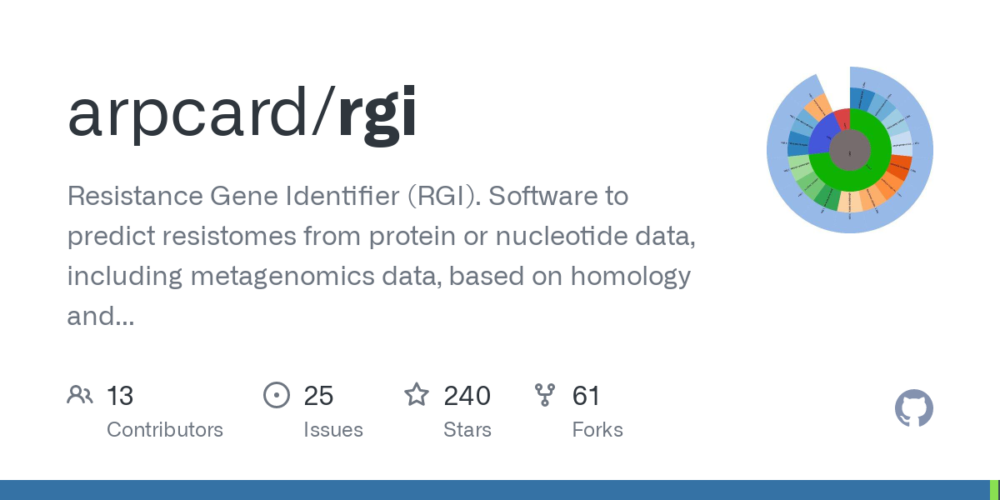 arpcard/rgi
Resistance Gene Identifier (RGI). Software to
predict resistomes from protein or nucleotide data,
including metagenomics data, based on homology
and...
13
Contributors
25
Issues
240
Stars
61
Forks